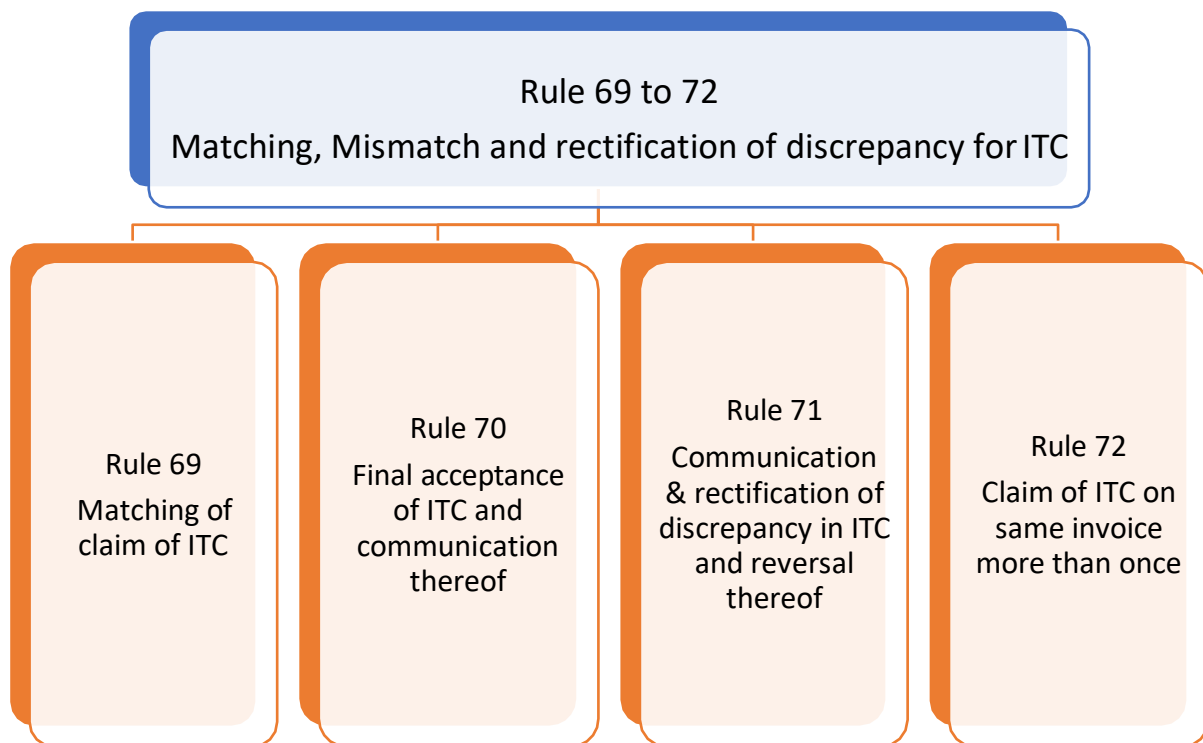 Rule 69 to 72
Matching, Mismatch and rectification of discrepancy for ITC
Rule 69
Matching of
claim of ITC
Rule 70
Final acceptance
of ITC and
communication
thereof
Rule 71
Communication
& rectification of
discrepancy in ITC
and reversal
thereof
Rule 72
Claim of ITC on
same invoice
more than once